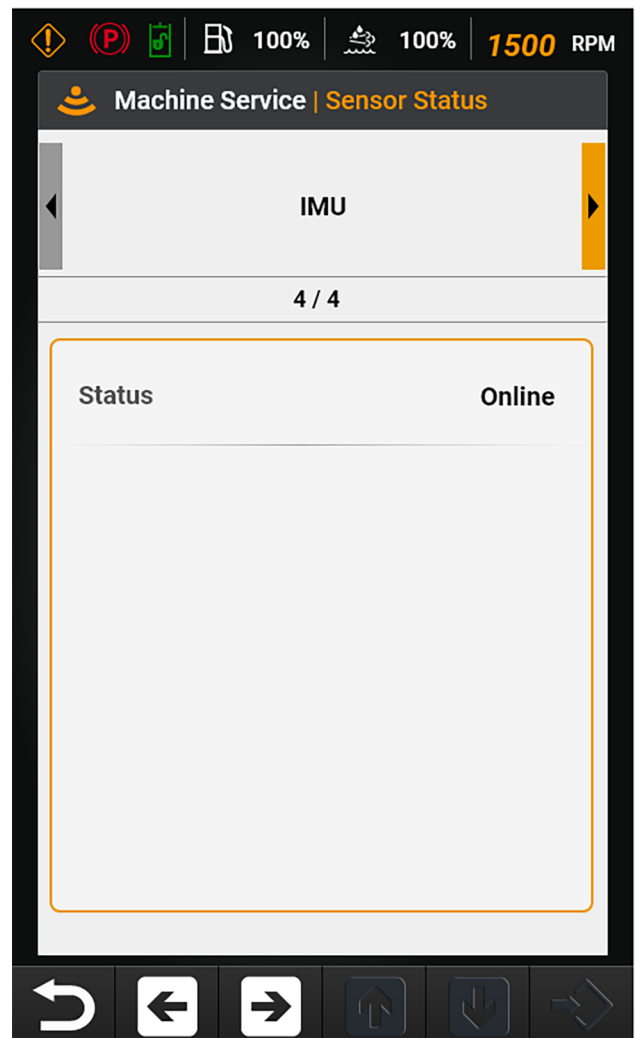 (P) 100% 100% 1500 RPM
Machine Service | Sensor Status
IMU
4 / 4
Status Online